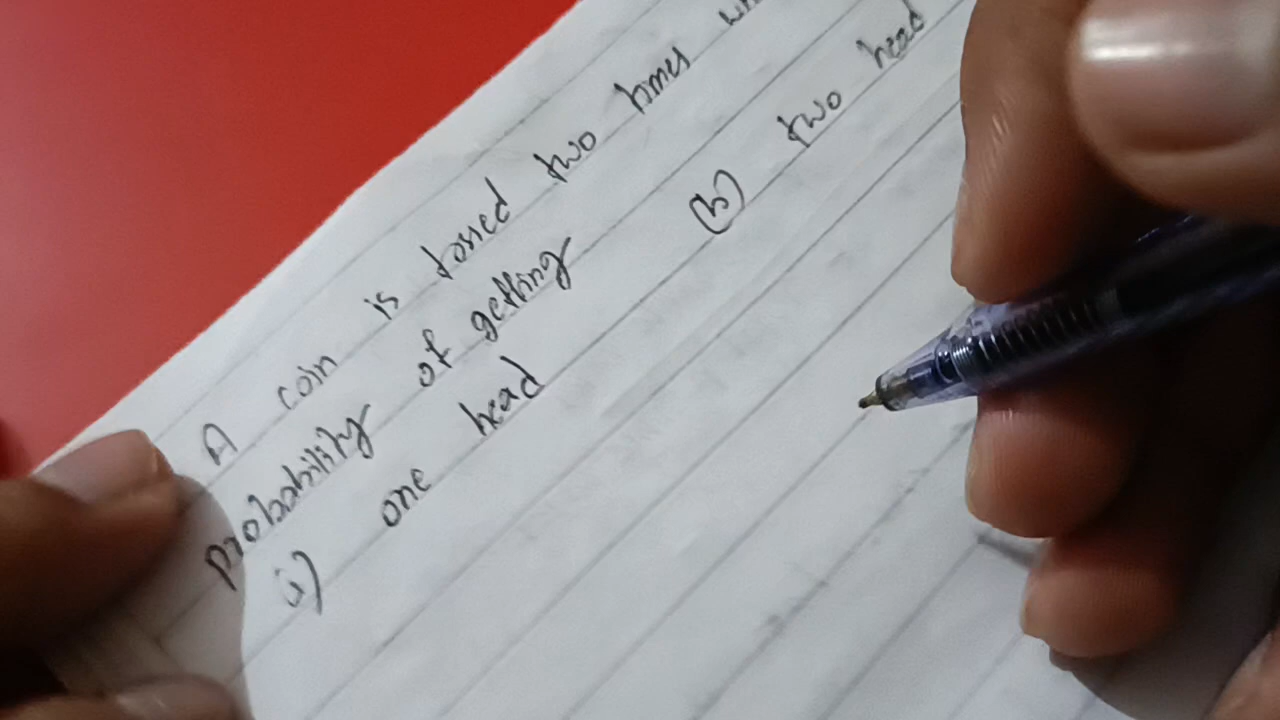 A coin is tossed two times
probability of getting
(a) one head (b) two head